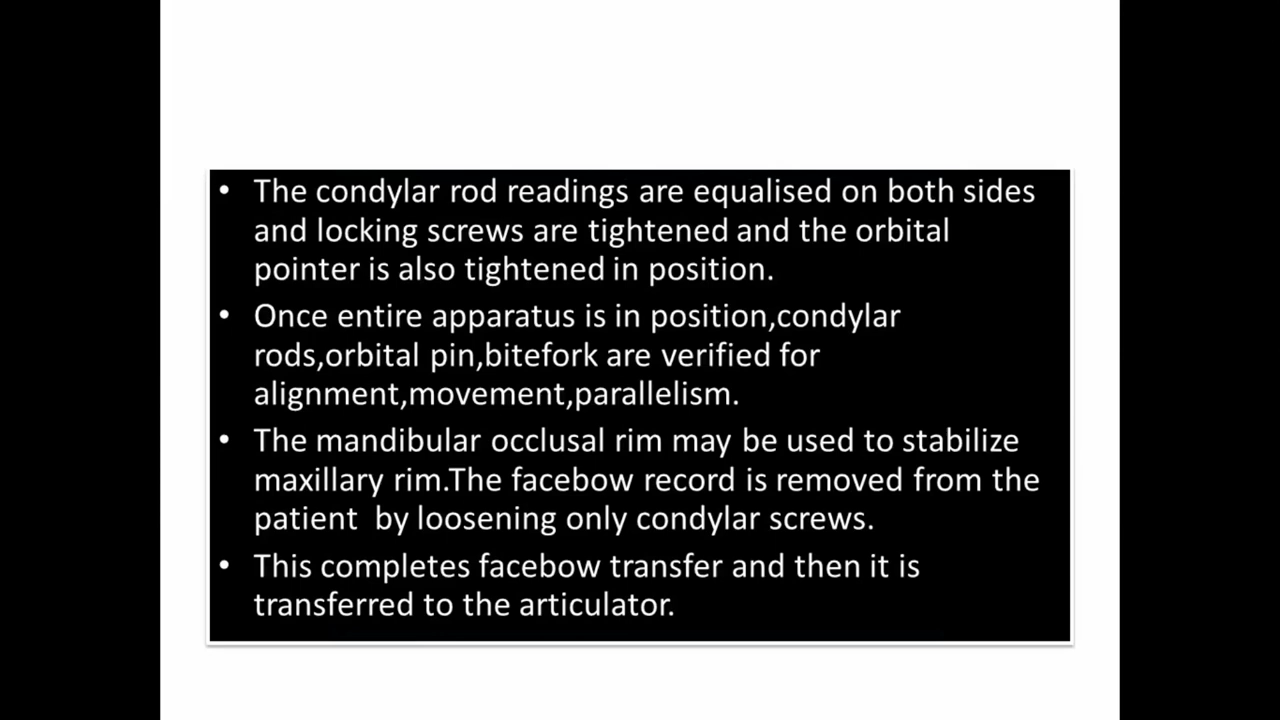 • The condylar rod readings are equalised on both sides
and locking screws are tightened and the orbital
pointer is also tightened in position.
• Once entire apparatus is in position,condylar
rods,orbital pin,bitefork are verified for
alignment,movement,parallelism.
• The mandibular occlusal rim may be used to stabilize
maxillary rim.The facebow record is removed from the
patient  by loosening only condylar screws.
• This completes facebow transfer and then it is
transferred to the articulator.